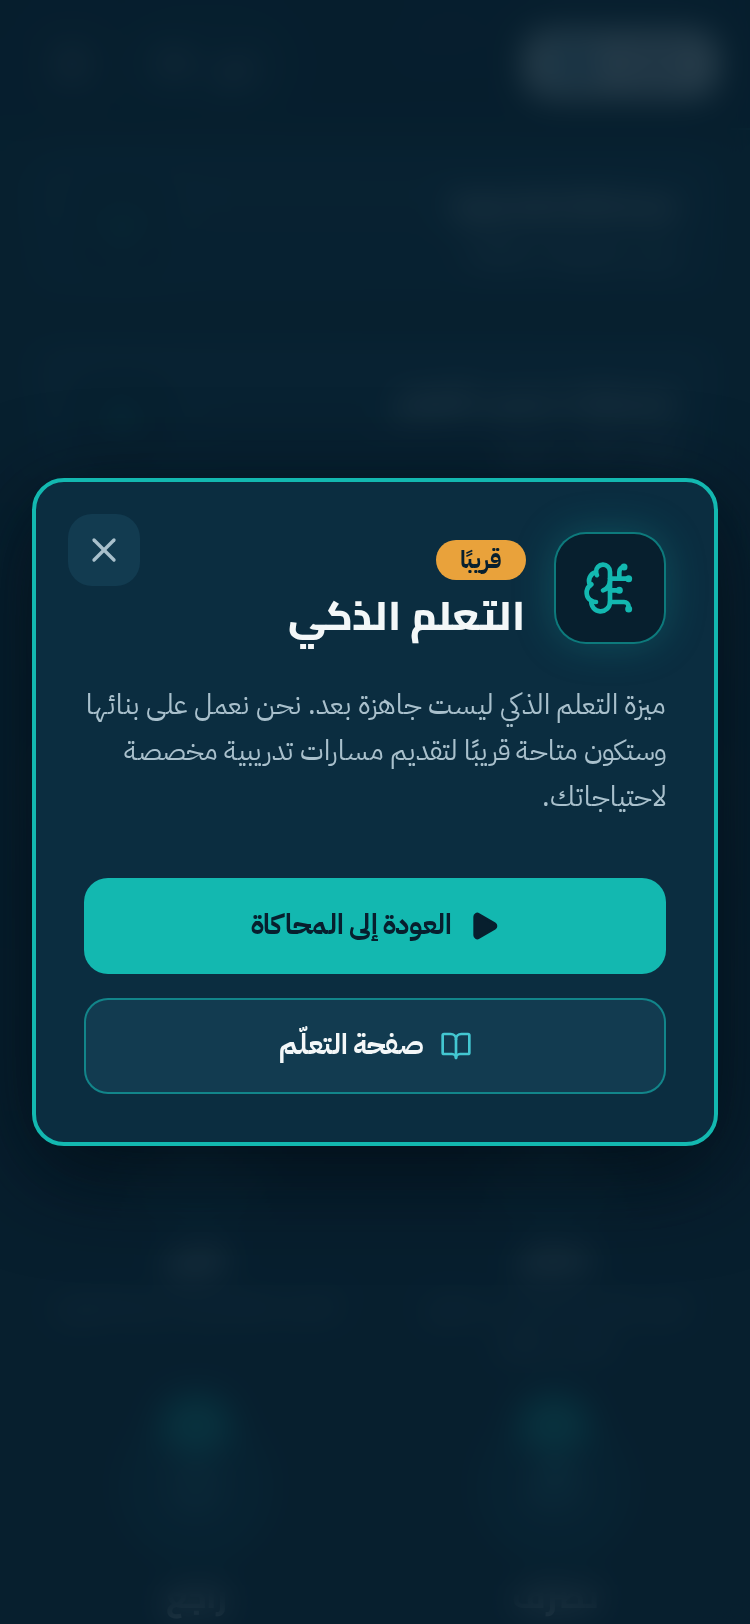 قريبًا
التعلم الذكي
ميزة التعلم الذكي ليست جاهزة بعد. نحن نعمل على بنائها
وستكون متاحة قريبًا لتقديم مسارات تدريبية مخصصة
لاحتياجاتك.
العودة إلى المحاكاة
صفحة التعلّم